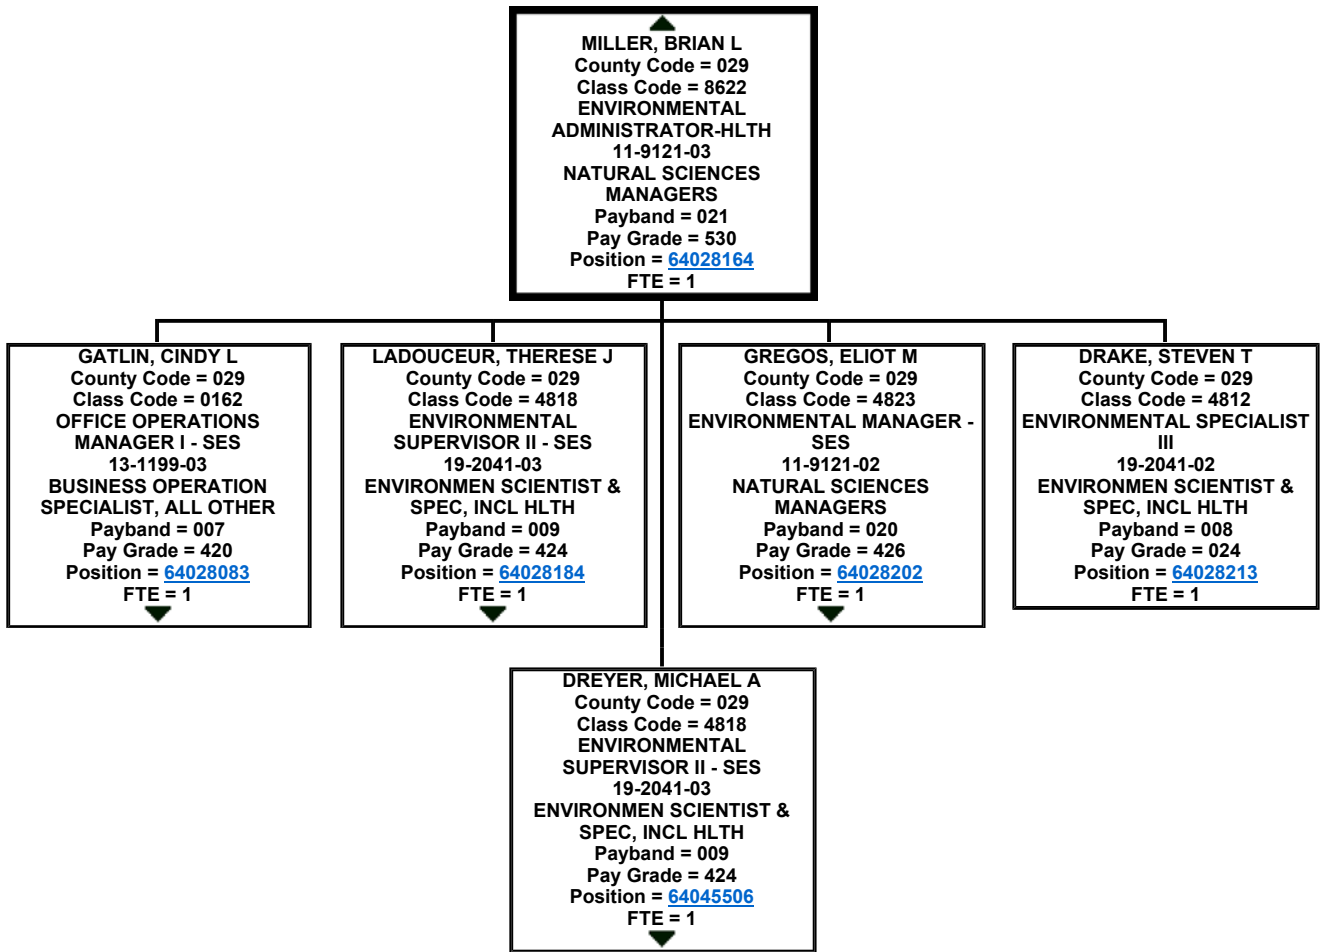 MILLER, BRIAN L
County Code = 029
Class Code = 8622
ENVIRONMENTAL
ADMINISTRATOR-HLTH
11-9121-03
NATURAL SCIENCES
MANAGERS
Payband = 021
Pay Grade = 530
Position = 64028164
FTE = 1
GATLIN, CINDY L
County Code = 029
Class Code = 0162
OFFICE OPERATIONS
MANAGER I - SES
13-1199-03
BUSINESS OPERATION
SPECIALIST, ALL OTHER
Payband = 007
Pay Grade = 420
Position = 64028083
FTE = 1
LADOUCEUR, THERESE J
County Code = 029
Class Code = 4818
ENVIRONMENTAL
SUPERVISOR II - SES
19-2041-03
ENVIRONMEN SCIENTIST &
SPEC, INCL HLTH
Payband = 009
Pay Grade = 424
Position = 64028184
FTE = 1
GREGOS, ELIOT M
County Code = 029
Class Code = 4823
ENVIRONMENTAL MANAGER -
SES
11-9121-02
NATURAL SCIENCES
MANAGERS
Payband = 020
Pay Grade = 426
Position = 64028202
FTE = 1
DRAKE, STEVEN T
County Code = 029
Class Code = 4812
ENVIRONMENTAL SPECIALIST
III
19-2041-02
ENVIRONMEN SCIENTIST &
SPEC, INCL HLTH
Payband = 008
Pay Grade = 024
Position = 64028213
FTE = 1
DREYER, MICHAEL A
County Code = 029
Class Code = 4818
ENVIRONMENTAL
SUPERVISOR II - SES
19-2041-03
ENVIRONMEN SCIENTIST &
SPEC, INCL HLTH
Payband = 009
Pay Grade = 424
Position = 64045506
FTE = 1